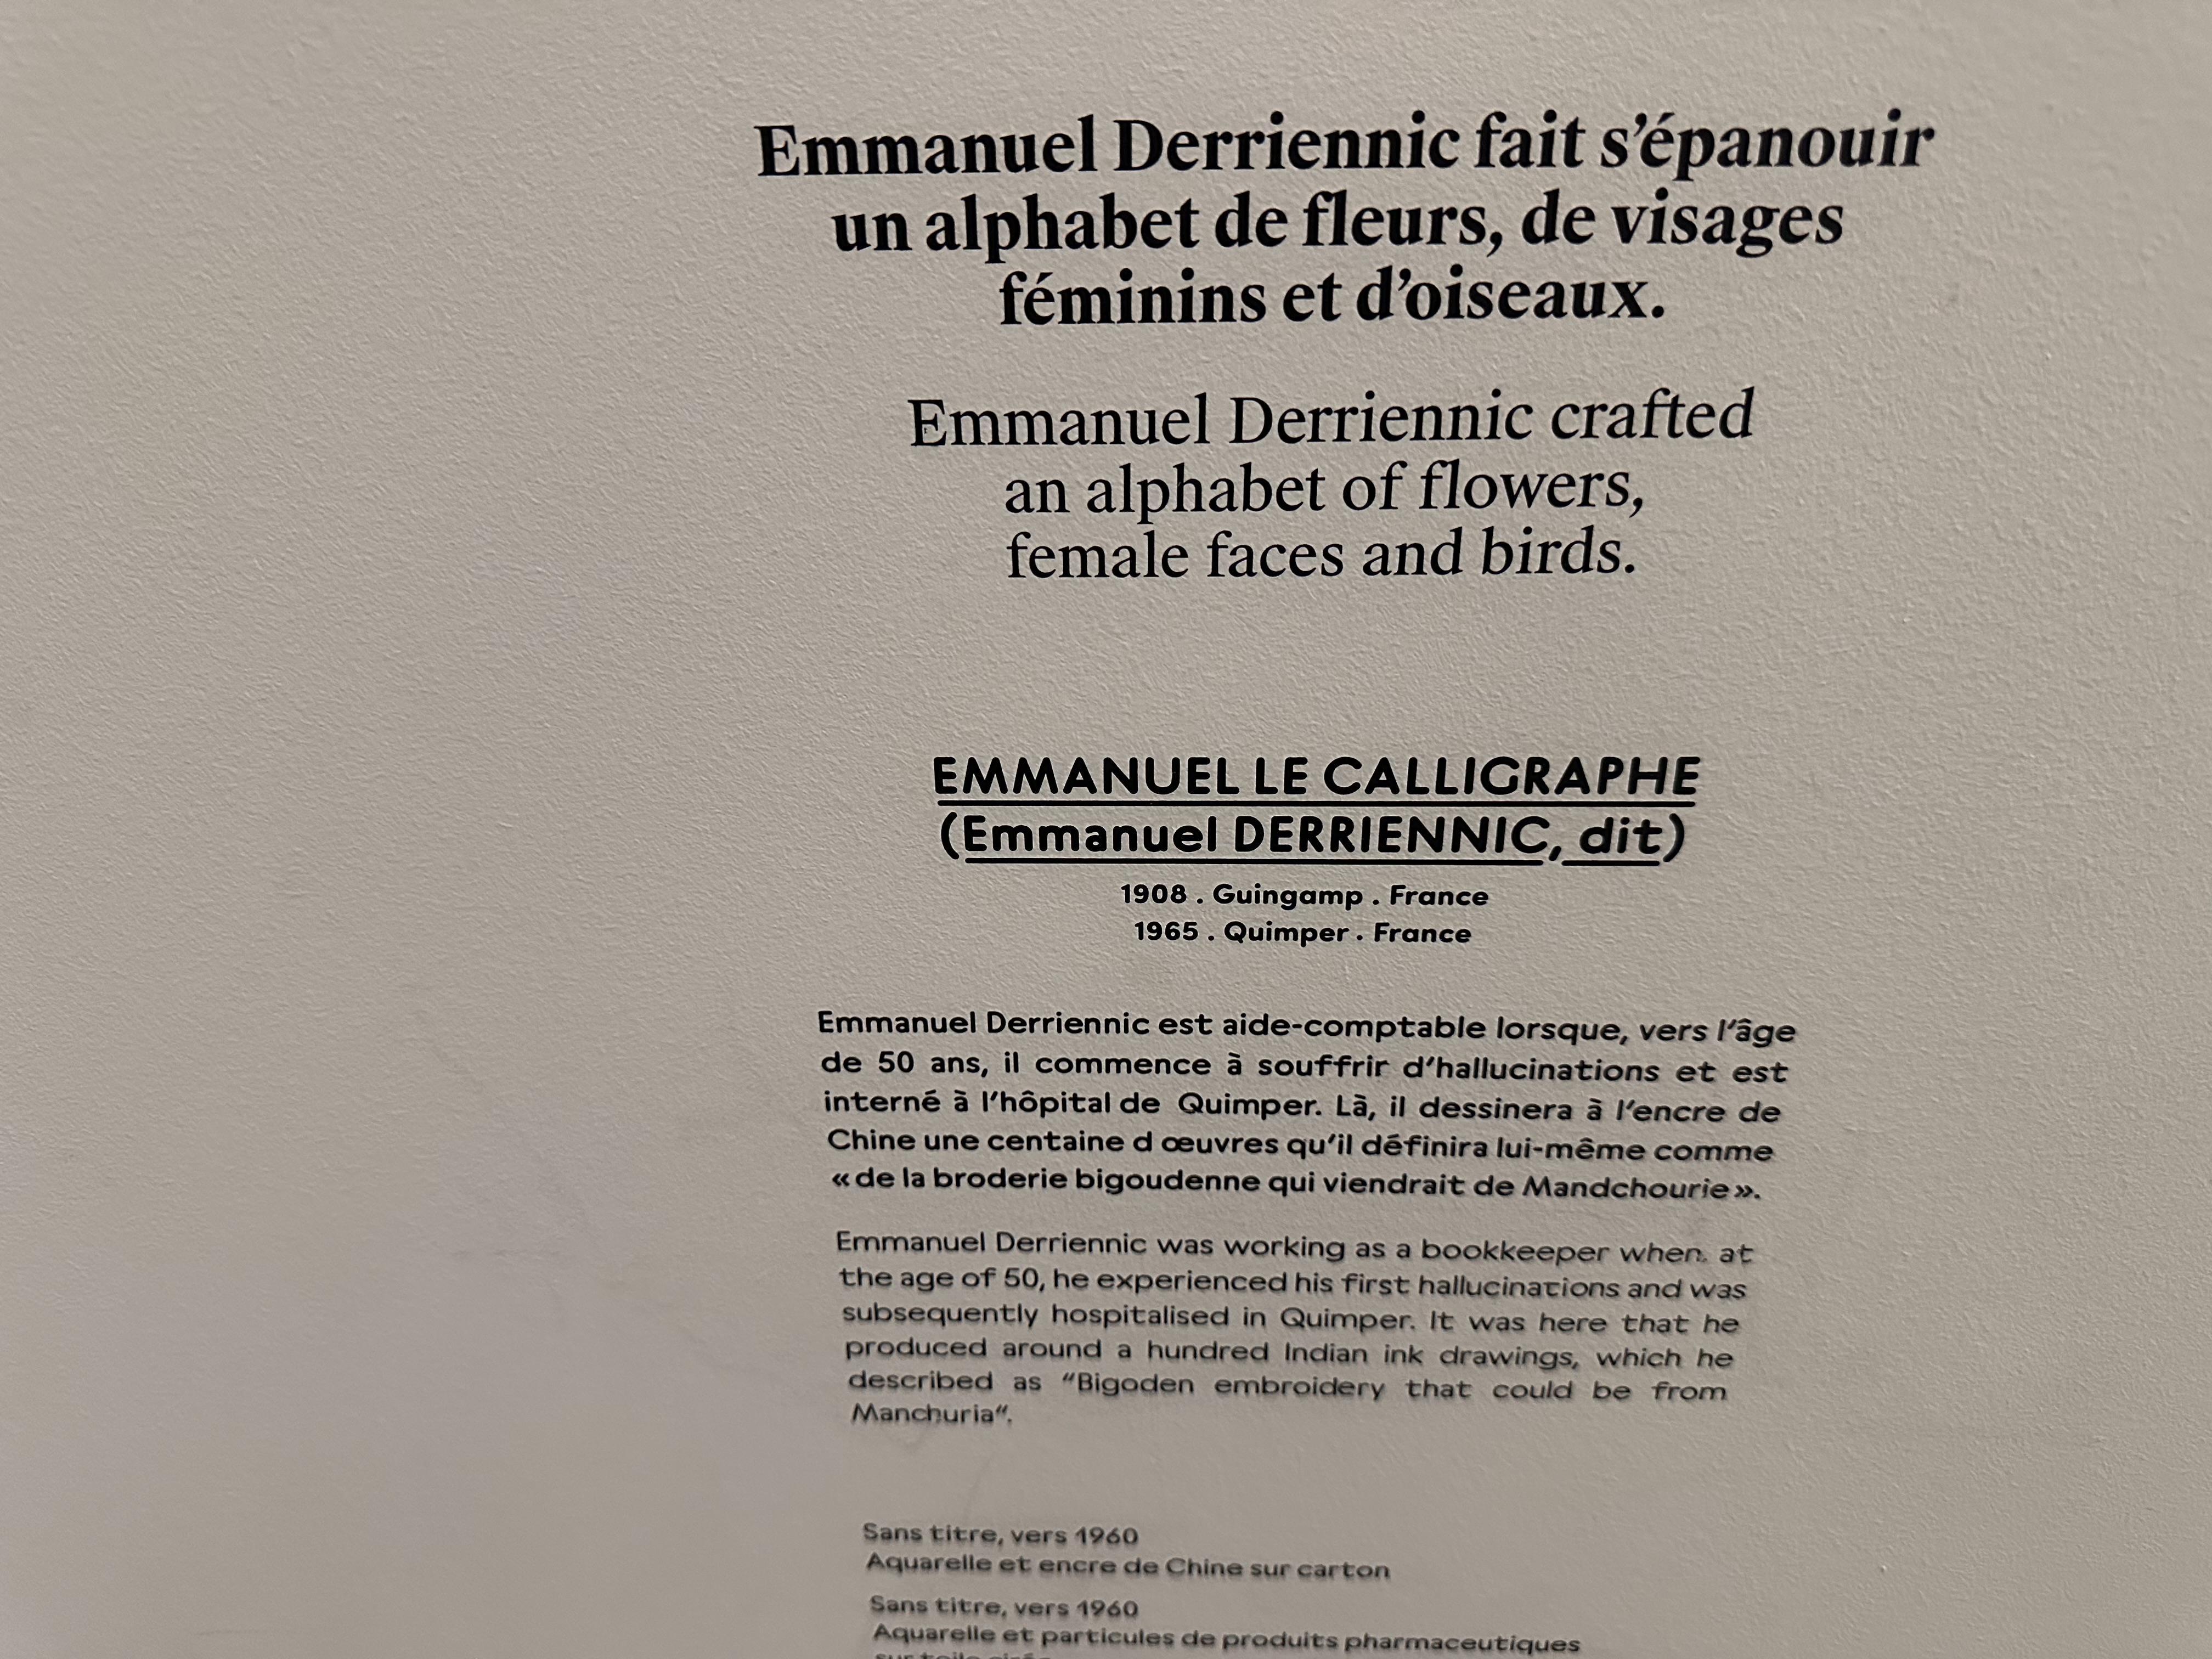 Emmanuel Derriennic fait s’épanouir
un alphabet de fleurs, de visages
féminins et d’oiseaux.
Emmanuel Derriennic crafted
an alphabet of flowers,
female faces and birds.
EMMANUEL LE CALLIGRAPHE
(Emmanuel DERRIENNIC, dit)
1908 . Guingamp . France
1965 . Quimper . France
Emmanuel Derriennic est aide-comptable lorsque, vers l’âge
de 50 ans, il commence à souffrir d’hallucinations et est
interné à l’hôpital de Quimper. Là, il dessinera à l’encre de
Chine une centaine d œuvres qu’il définira lui-même comme
« de la broderie bigoudenne qui viendrait de Mandchourie ».
Emmanuel Derriennic was working as a bookkeeper when, at
the age of 50, he experienced his first hallucinations and was
subsequently hospitalised in Quimper. It was here that he
produced around a hundred Indian ink drawings, which he
described as “Bigoden embroidery that could be from
Manchuria“.
Sans titre, vers 1960
Aquarelle et encre de Chine sur carton
Sans titre, vers 1960
Aquarelle et particules de produits pharmaceutiques